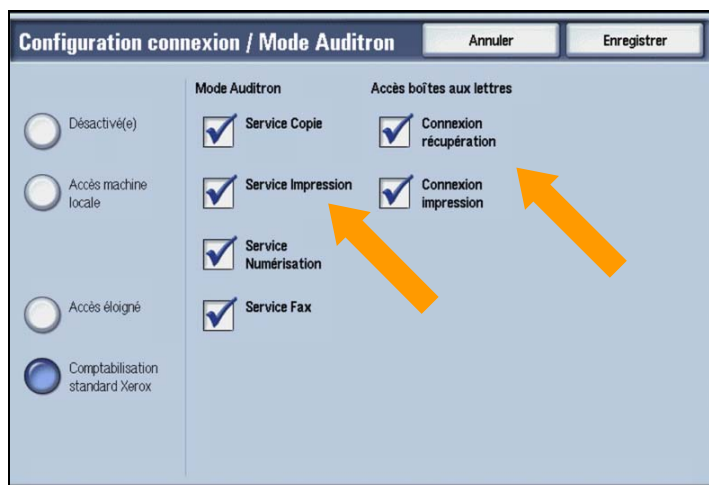 Configuration connexion / Mode Auditron
Annuler
Enregistrer
Mode Auditron
Accès boîtes aux lettres
Désactivé(e)
Service Copie
Connexion
récupération
Accès machine
locale
Service Impression
Connexion
impression
Service
Numérisation
Accès éloigné
Service Fax
Comptabilisation
standard Xerox